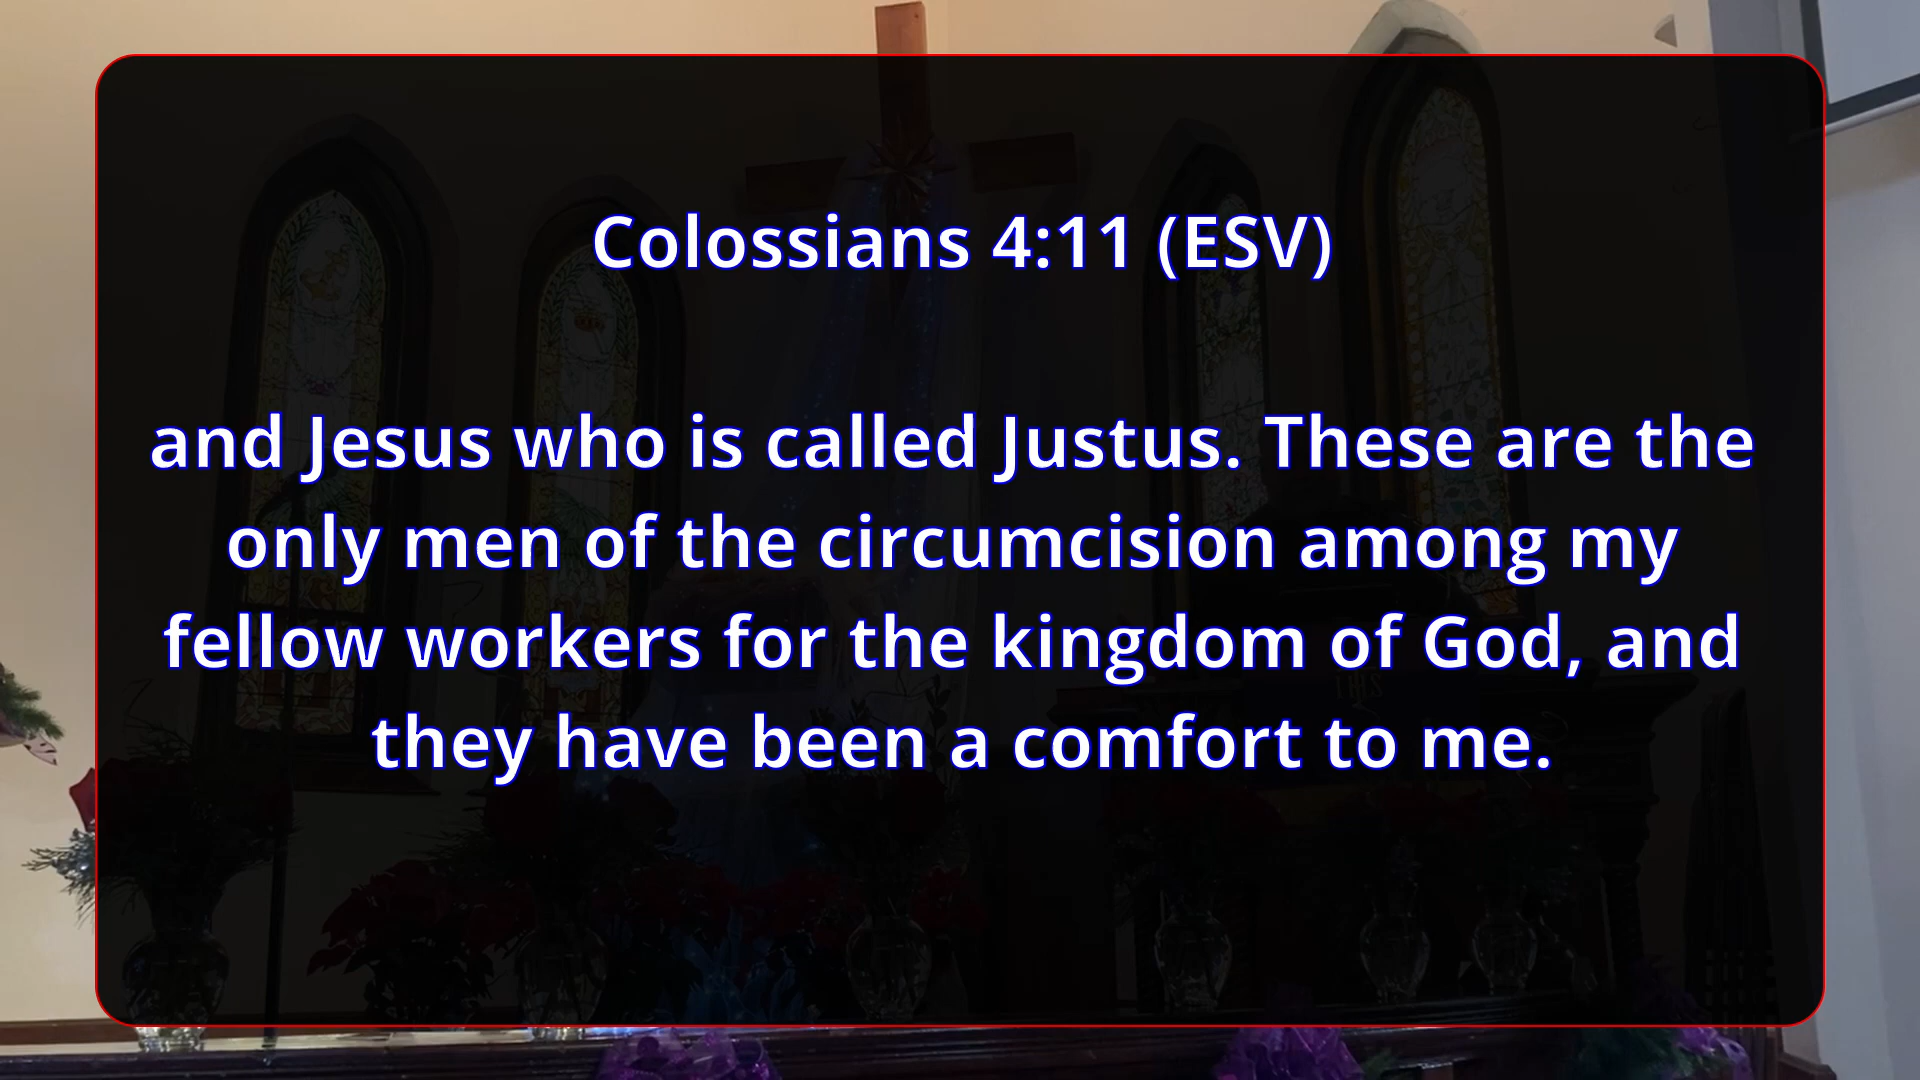 Colossians 4:11 (ESV)
and Jesus who is called Justus. These are the
only men of the circumcision among my
fellow workers for the kingdom of God, and
they have been a comfort to me.
IHS